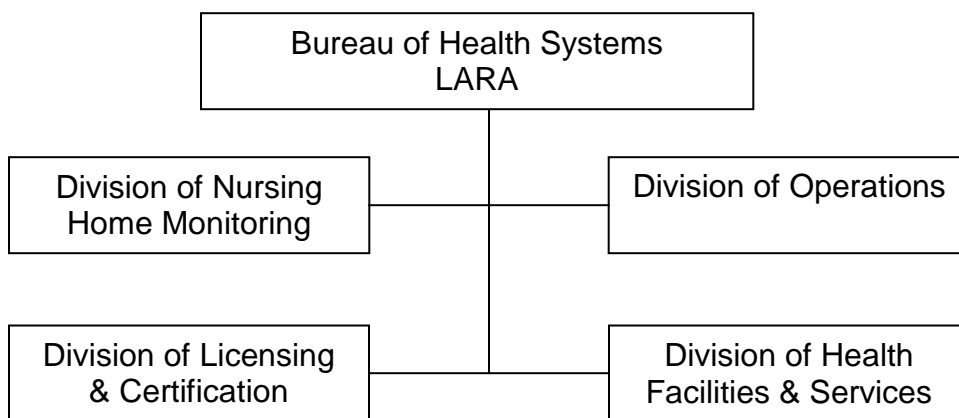 Bureau of Health Systems
LARA
Division of Nursing
Home Monitoring
Division of Operations
Division of Licensing
& Certification
Division of Health
Facilities & Services